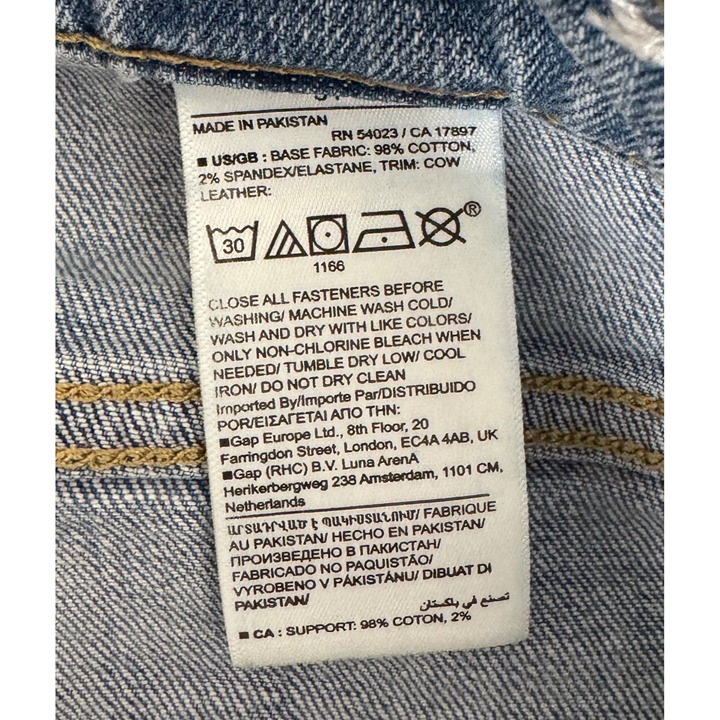 MADE IN PAKISTAN
RN 54023 / CA 17897
■ US/GB : BASE FABRIC: 98% COTTON,
2% SPANDEX/ELASTANE, TRIM: COW
LEATHER:
30
®
1166
CLOSE ALL FASTENERS BEFORE
WASHING/ MACHINE WASH COLD/
WASH AND DRY WITH LIKE COLORS/
ONLY NON-CHLORINE BLEACH WHEN
NEEDED/ TUMBLE DRY LOW/ COOL
IRON/ DO NOT DRY CLEAN
Imported By/Importe Par/DISTRIBUIDO
POR/ΕΙΣΑΓΕΤΑΙ ΑΠΟ ΤΗΝ:
■Gap Europe Ltd., 8th Floor, 20
Farringdon Street, London, EC4A 4AB, UK
■Gap (RHC) B.V. Luna ArenA
Herikerbergweg 238 Amsterdam, 1101 CM,
Netherlands
ԱՐՏԱԴՐՎԱԾ Է ՊԱԿԻՍՏԱՆՈՒՄ/ FABRIQUE
AU PAKISTAN/ HECHO EN PAKISTAN/
ПРОИЗВЕДЕНО В ПАКИСТАН/
FABRICADO NO PAQUISTÃO/
VYROBENO V PÁKISTÁNU/ DIBUAT DI
PAKISTAN/
تصنع في باكستان
■ CA : SUPPORT: 98% COTON, 2%